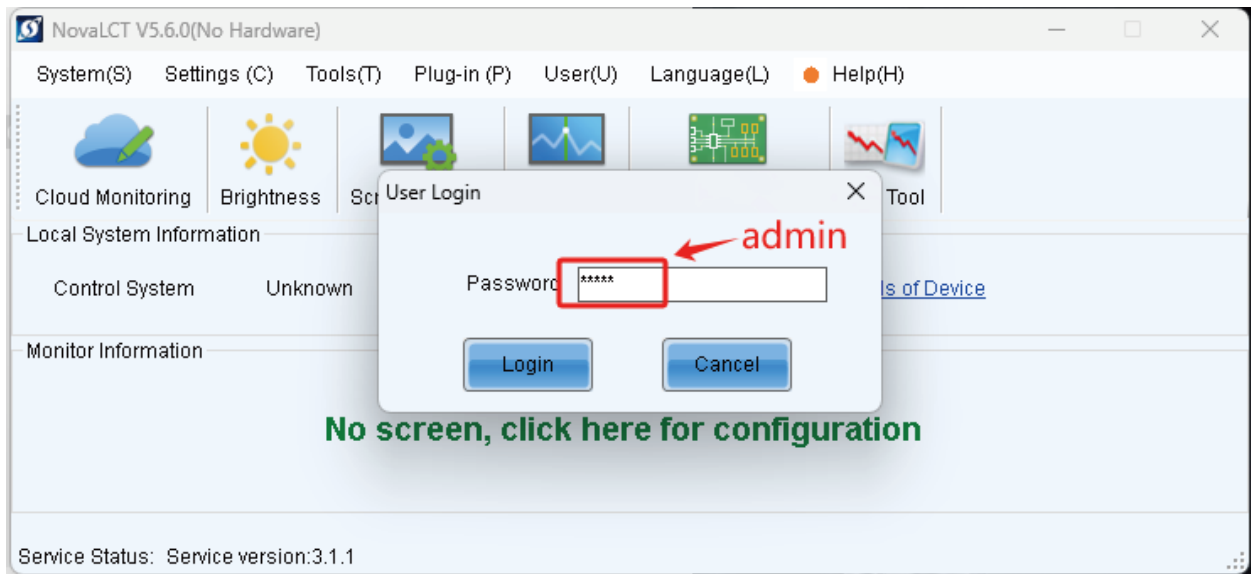 NovaLCT V5.6.0(No Hardware)
System(S) Settings (C) Tools(T) Plug-in (P) User(U) Language(L) Help(H)
Cloud Monitoring Brightness Scr Tool
User Login
Local System Information
admin
Control System Unknown
Password *****
ls of Device
Monitor Information
Login Cancel
No screen, click here for configuration
Service Status: Service version:3.1.1